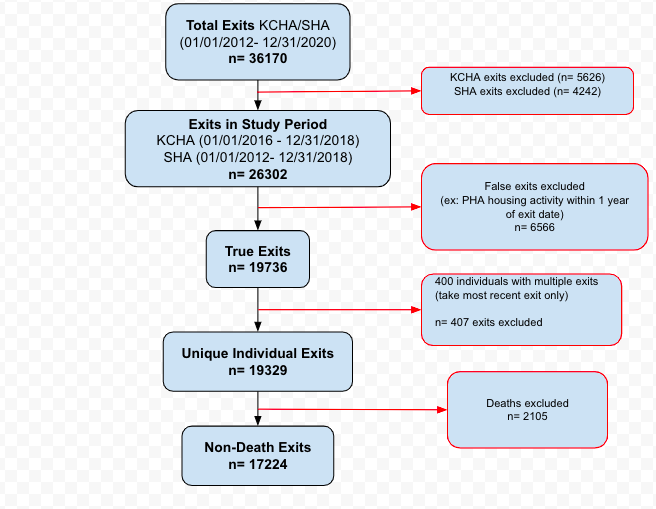 Total Exits KCHA/SHA
(01/01/2012- 12/31/2020)
n= 36170
KCHA exits excluded (n= 5626)
SHA exits excluded (n= 4242)
Exits in Study Period
KCHA (01/01/2016 - 12/31/2018)
SHA (01/01/2012- 12/31/2018)
n= 26302
False exits excluded
(ex: PHA housing activity within 1 year
of exit date)
n= 6566
True Exits
n= 19736
400 individuals with multiple exits
(take most recent exit only)
n= 407 exits excluded
Unique Individual Exits
n= 19329
Deaths excluded
n= 2105
Non-Death Exits
n= 17224